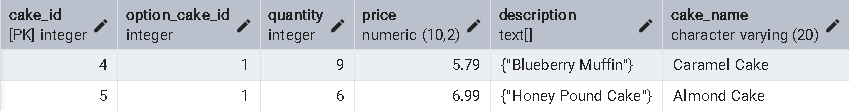 cake_id option_cake_id quantity price description cake_name
[PK] integer integer integer numeric (10,2) text[] character varying (20)
4 1 9 5.79 {"Blueberry Muffin"} Caramel Cake
5 1 6 6.99 {"Honey Pound Cake"} Almond Cake